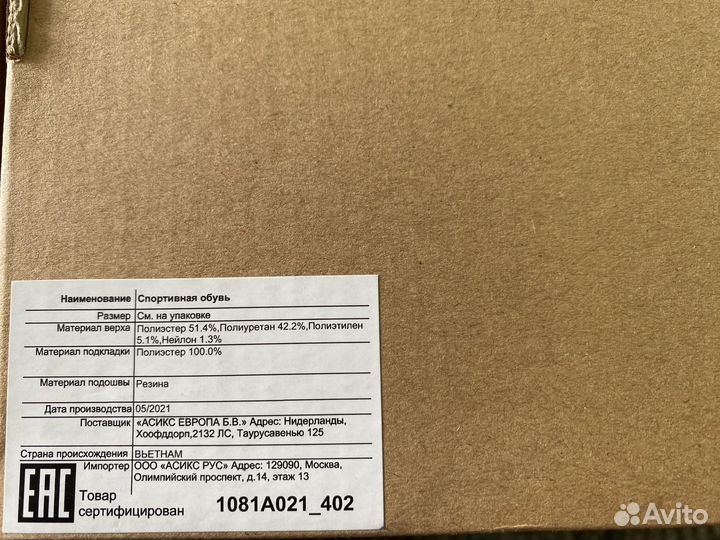 Наименование Спортивная обувь
Размер См. на упаковке
Материал верха Полиэстер 51.4%,Полиуретан 42.2%,Полиэтилен
5.1%,Нейлон 1.3%
Материал подкладки Полиэстер 100.0%
Материал подошвы Резина
Дата производства 05/2021
Поставщик «АСИКС ЕВРОПА Б.В.» Адрес: Нидерланды,
Хоофддорп,2132 ЛС, Таурусавенью 125
Страна происхождения ВЬЕТНАМ
Импортер ООО «АСИКС РУС» Адрес: 129090, Москва,
Олимпийский проспект, д.14, этаж 13
EAC Товар
сертифицирован 1081A021_402
Avito